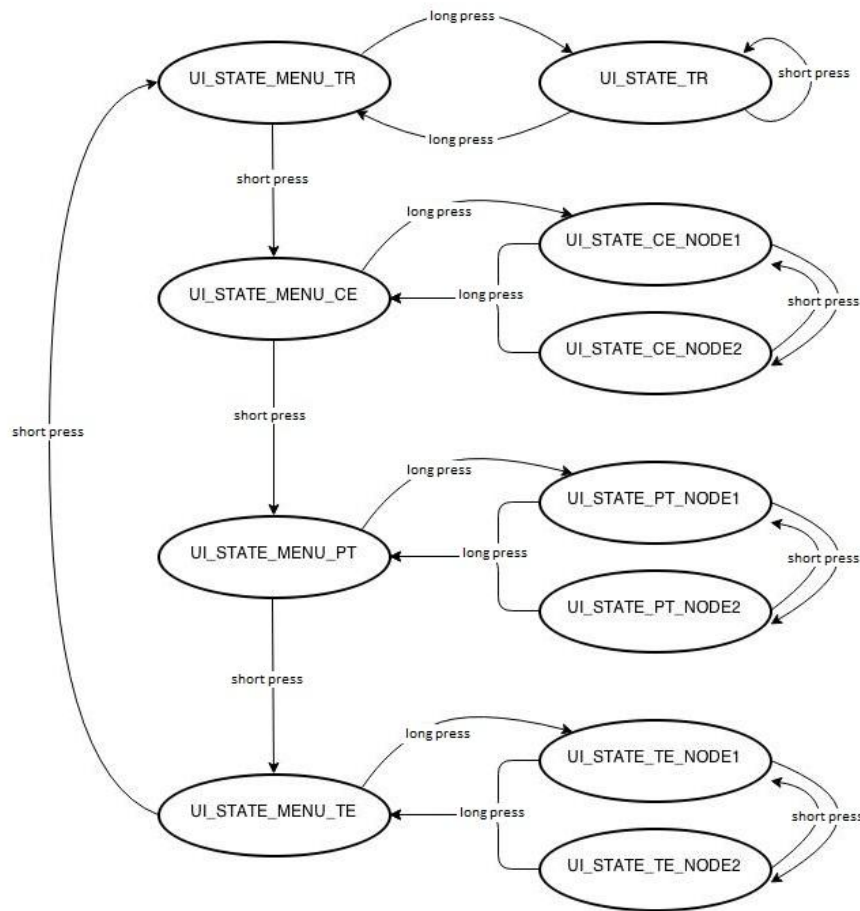 long press
UI_STATE_MENU_TR
UI_STATE_TR
short press
long press
short press
long press
UI_STATE_CE_NODE1
UI_STATE_MENU_CE
long press
short press
UI_STATE_CE_NODE2
short press
short press
long press
UI_STATE_PT_NODE1
UI_STATE_MENU_PT
long press
short press
UI_STATE_PT_NODE2
short press
long press
UI_STATE_TE_NODE1
UI_STATE_MENU_TE
long press
short press
UI_STATE_TE_NODE2